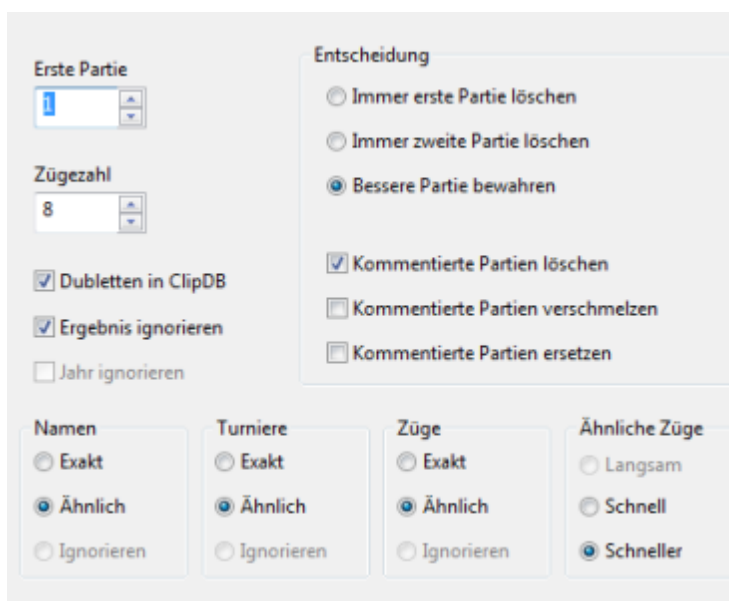 Erste Partie
1
Zügezahl
8
Dubletten in ClipDB
Ergebnis ignorieren
Jahr ignorieren
Entscheidung
Immer erste Partie löschen
Immer zweite Partie löschen
Bessere Partie bewahren
Kommentierte Partien löschen
Kommentierte Partien verschmelzen
Kommentierte Partien ersetzen
Namen
Exakt
Ähnlich
Ignorieren
Turniere
Exakt
Ähnlich
Ignorieren
Züge
Exakt
Ähnlich
Ignorieren
Ähnliche Züge
Langsam
Schnell
Schneller